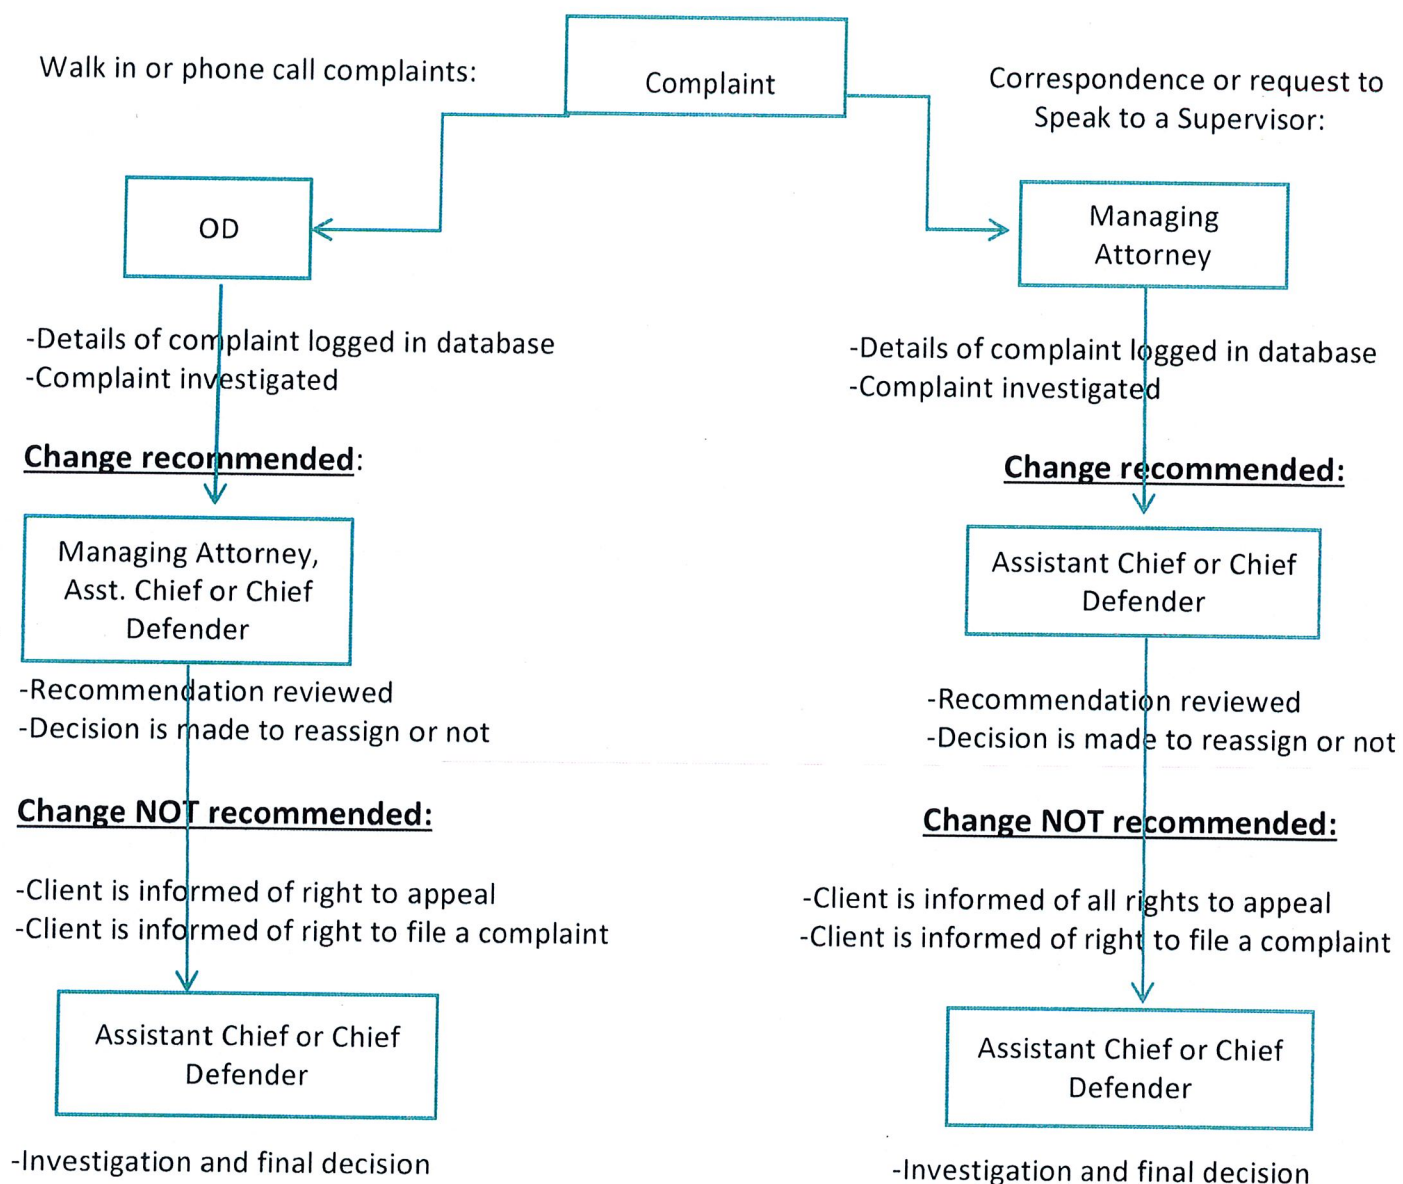 Complaint
Walk in or phone call complaints:
OD
-Details of complaint logged in database
-Complaint investigated
Change recommended:
Managing Attorney,
Asst. Chief or Chief
Defender
-Recommendation reviewed
-Decision is made to reassign or not
Change NOT recommended:
-Client is informed of right to appeal
-Client is informed of right to file a complaint
Assistant Chief or Chief
Defender
-Investigation and final decision
Correspondence or request to
Speak to a Supervisor:
Managing
Attorney
-Details of complaint logged in database
-Complaint investigated
Change recommended:
Assistant Chief or Chief
Defender
-Recommendation reviewed
-Decision is made to reassign or not
Change NOT recommended:
-Client is informed of all rights to appeal
-Client is informed of right to file a complaint
Assistant Chief or Chief
Defender
-Investigation and final decision